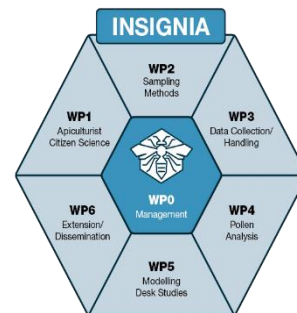 INSIGNIA
WP2
Sampling
Methods
WP1
Apiculturist
Citizen Science
WP3
Data Collection/
Handling
WP0
Management
WP6
Extension/
Dissemination
WP4
Pollen
Analysis
WP5
Modelling
Desk Studies